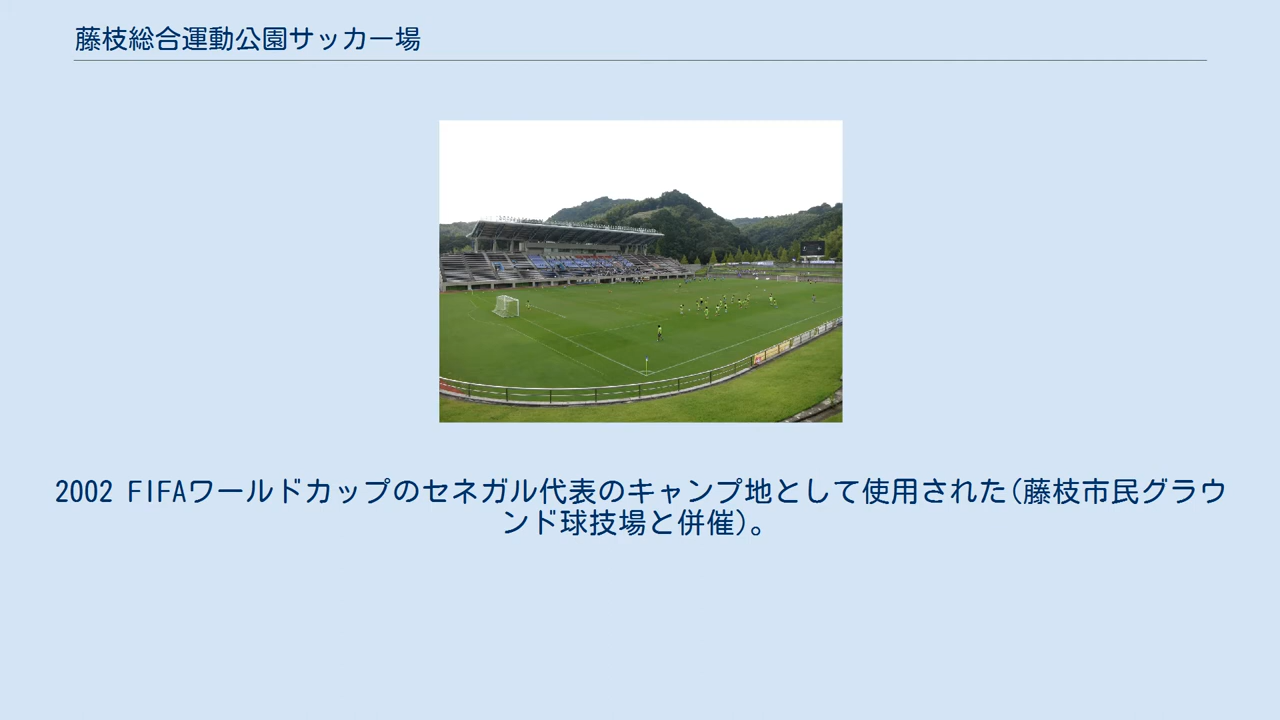 藤枝総合運動公園サッカー場
2002 FIFAワールドカップのセネガル代表のキャンプ地として使用された(藤枝市民グラウ
ンド球技場と併催)。